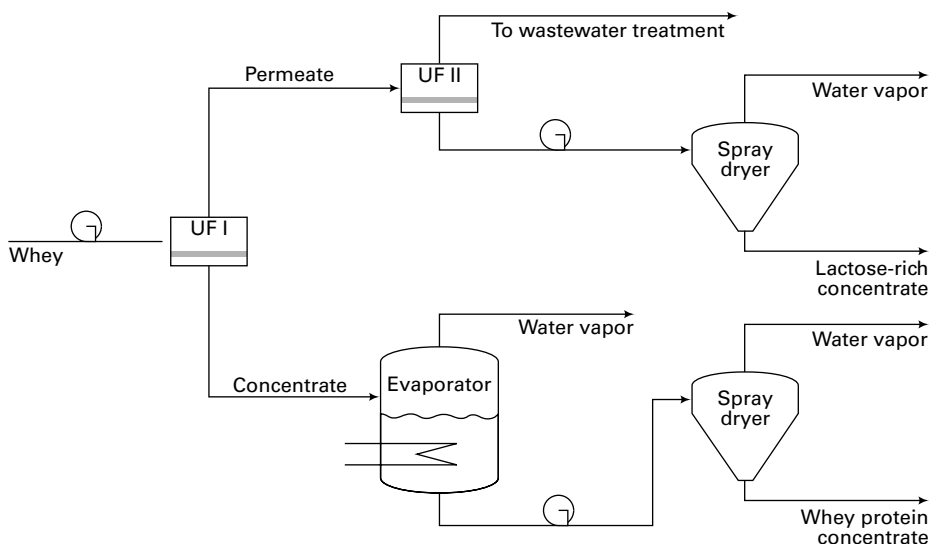 To wastewater treatment
UF II
Permeate
Water vapor
Spray
dryer
UF I
Whey
Lactose-rich
concentrate
Water vapor
Water vapor
Concentrate
Evaporator
Spray
dryer
Whey protein
concentrate